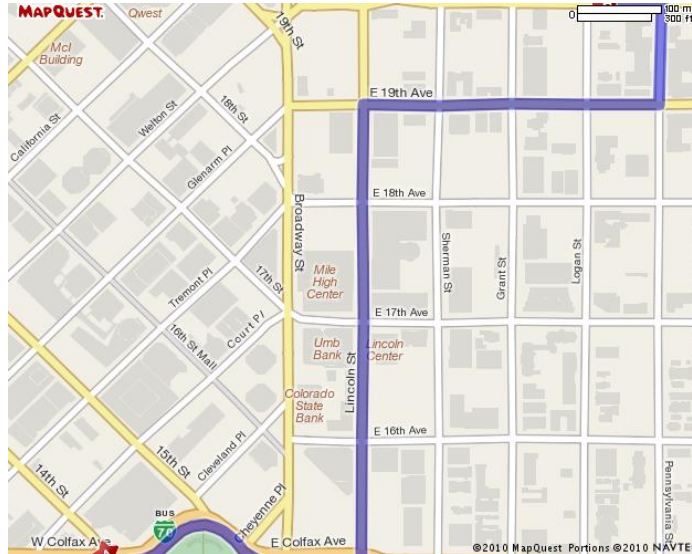 MAPQUEST.
Qwest
19th St
0
100 m
300 ft
McI
Building
E 19th Ave
18th St
Welton St
California St
Glenarm Pl
E 18th Ave
Broadway St
Sherman St
Grant St
Logan St
Mile
High
Center
17th St
Tremont Pl
Court Pl
16th St Mall
E 17th Ave
Umb
Bank
Lincoln St
Lincoln
Center
Colorado
State
Bank
E 16th Ave
Cleveland Pl
15th St
14th St
Cheyenne Pl
Pennsylvania St
BUS
70
W Colfax Ave
E Colfax Ave
©2010 MapQuest Portions ©2010 NAVTE